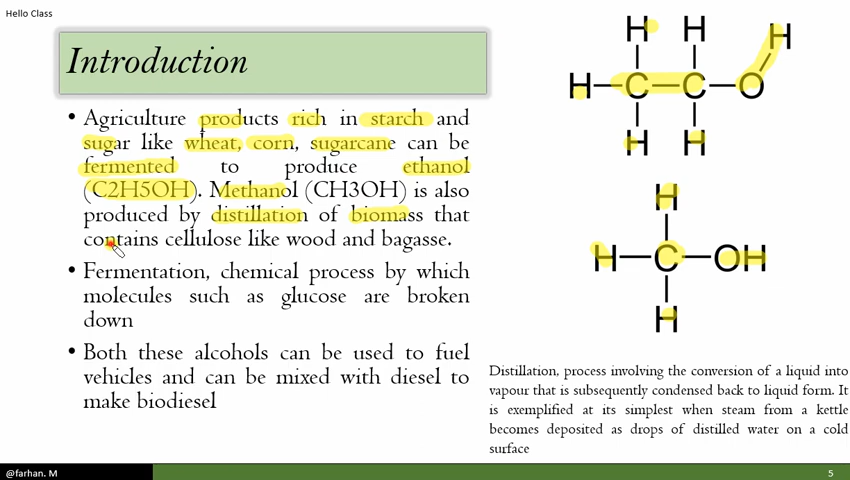 Hello Class
Introduction
• Agriculture products rich in starch and
sugar like wheat, corn, sugarcane can be
fermented to produce ethanol
(C2H5OH). Methanol (CH3OH) is also
produced by distillation of biomass that
contains cellulose like wood and bagasse.
• Fermentation, chemical process by which
molecules such as glucose are broken
down
• Both these alcohols can be used to fuel
vehicles and can be mixed with diesel to
make biodiesel
H H H
H C C O
H H
H
H C OH
H
Distillation, process involving the conversion of a liquid into
vapour that is subsequently condensed back to liquid form. It
is exemplified at its simplest when steam from a kettle
becomes deposited as drops of distilled water on a cold
surface
@farhan. M
5